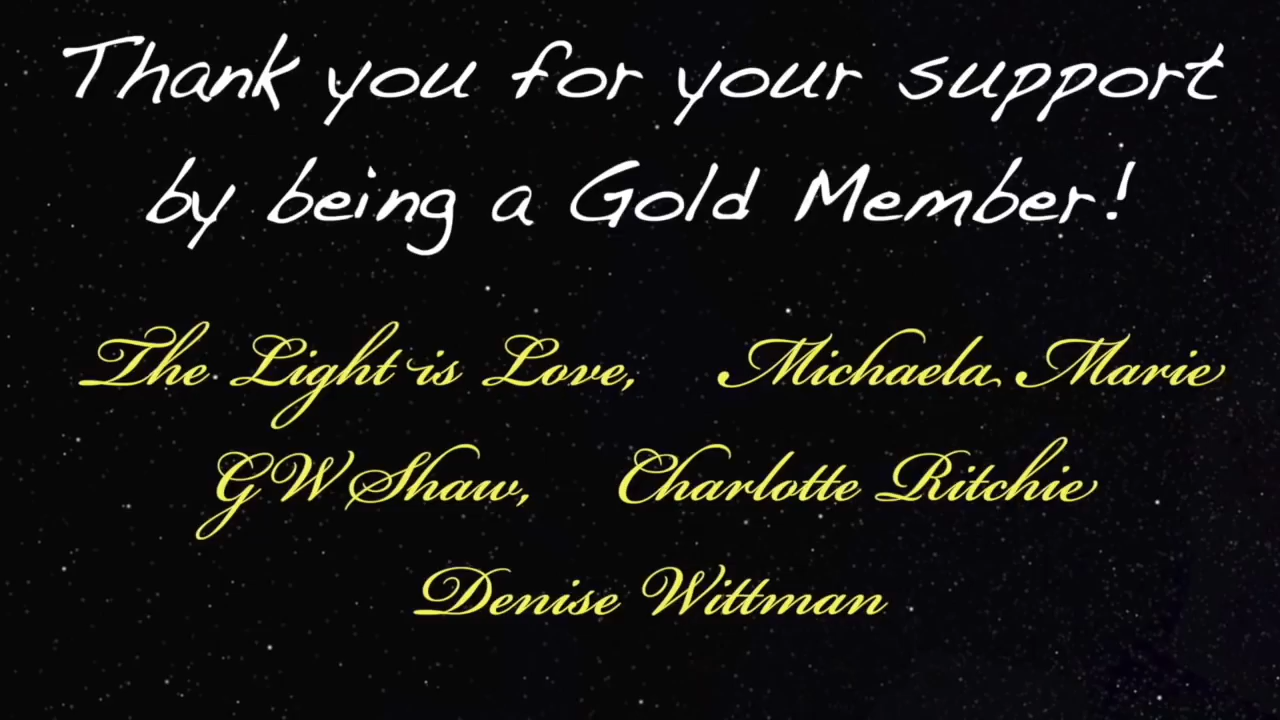 Thank you for your support
by being a Gold Member!
The Light is Love, Michaela Marie
GW Shaw, Charlotte Ritchie
Denise Wittman